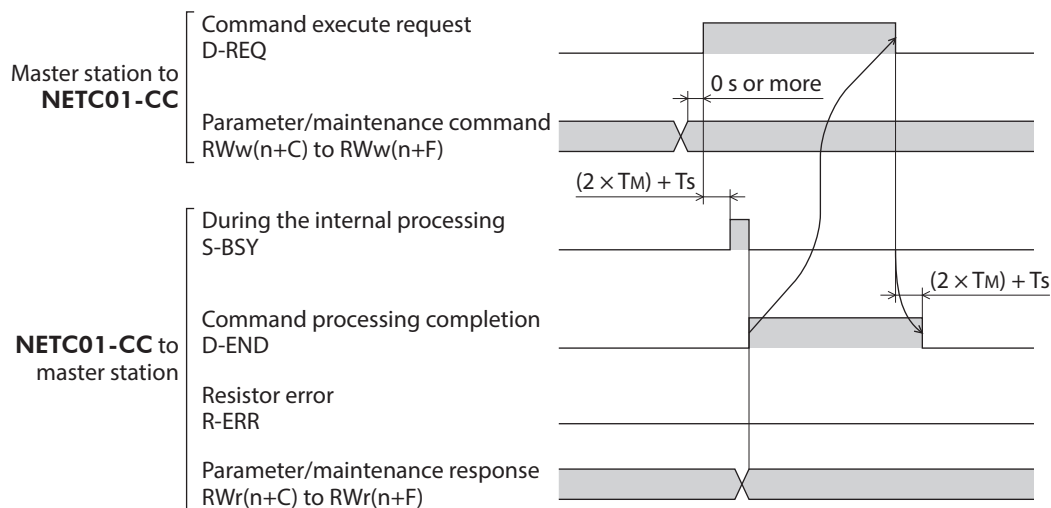 Command execute request
D-REQ
Master station to
NETC01-CC
0 s or more
Parameter/maintenance command
RWw(n+C) to RWw(n+F)
(2 × TM) + Ts
During the internal processing
S-BSY
(2 × TM) + Ts
Command processing completion
D-END
NETC01-CC to
master station
Resistor error
R-ERR
Parameter/maintenance response
RWr(n+C) to RWr(n+F)